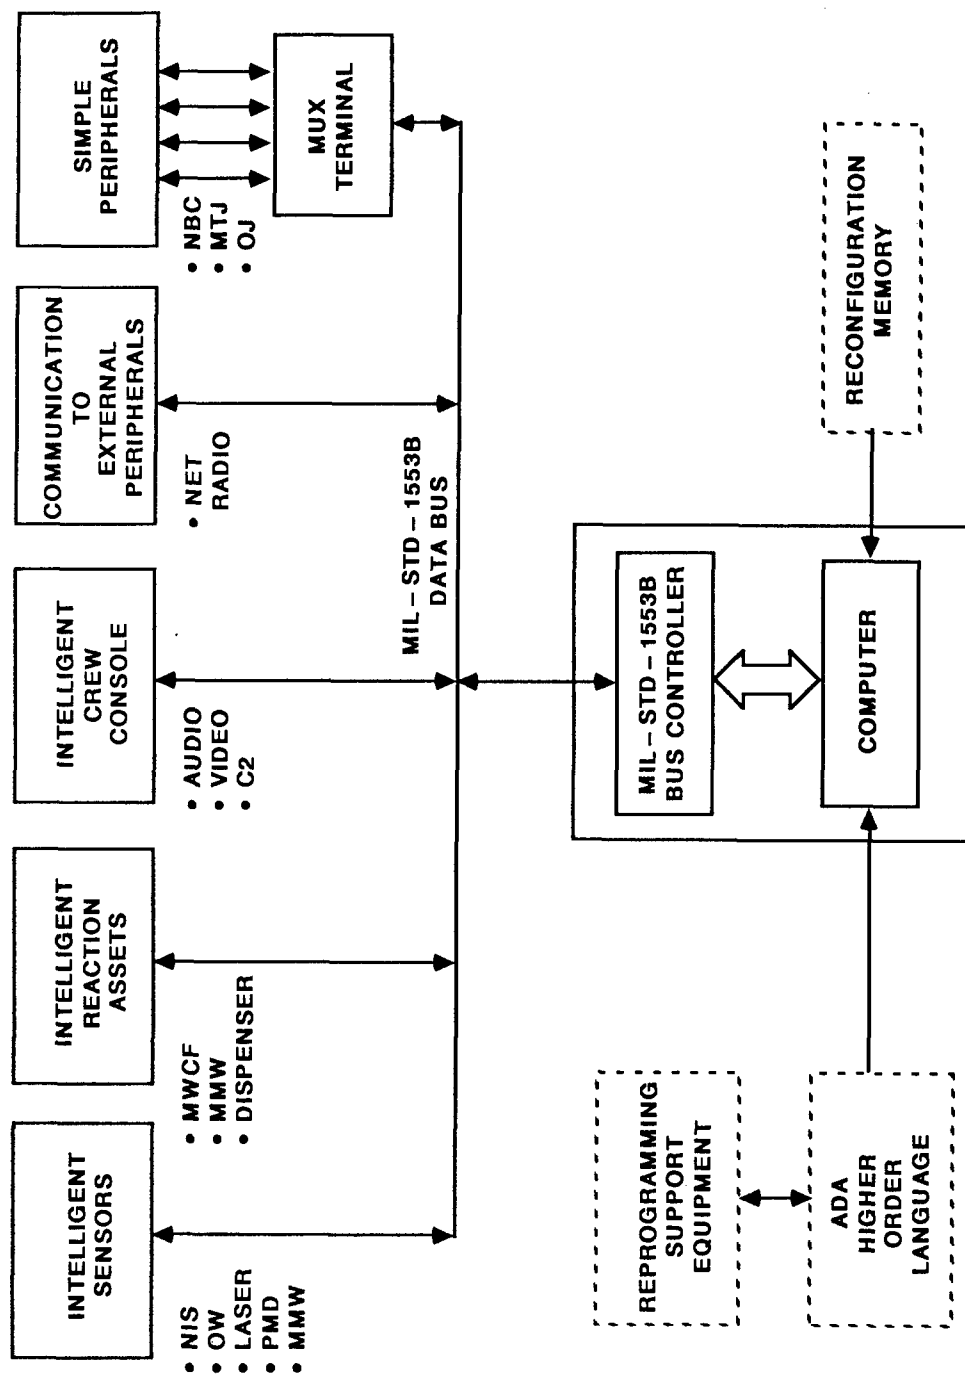 INTELLIGENT
SENSORS
• NIS
• OW
• LASER
• PMD
• MMW
INTELLIGENT
REACTION
ASSETS
• MWCF
• MMW
• DISPENSER
INTELLIGENT
CREW
CONSOLE
• AUDIO
• VIDEO
• C2
COMMUNICATION
TO
EXTERNAL
PERIPHERALS
• NET
RADIO
SIMPLE
PERIPHERALS
• NBC
• MTJ
• OJ
MUX
TERMINAL
MIL-STD-1553B
DATA BUS
MIL-STD-1553B
BUS CONTROLLER
COMPUTER
REPROGRAMMING
SUPPORT
EQUIPMENT
ADA
HIGHER
ORDER
LANGUAGE
RECONFIGURATION
MEMORY